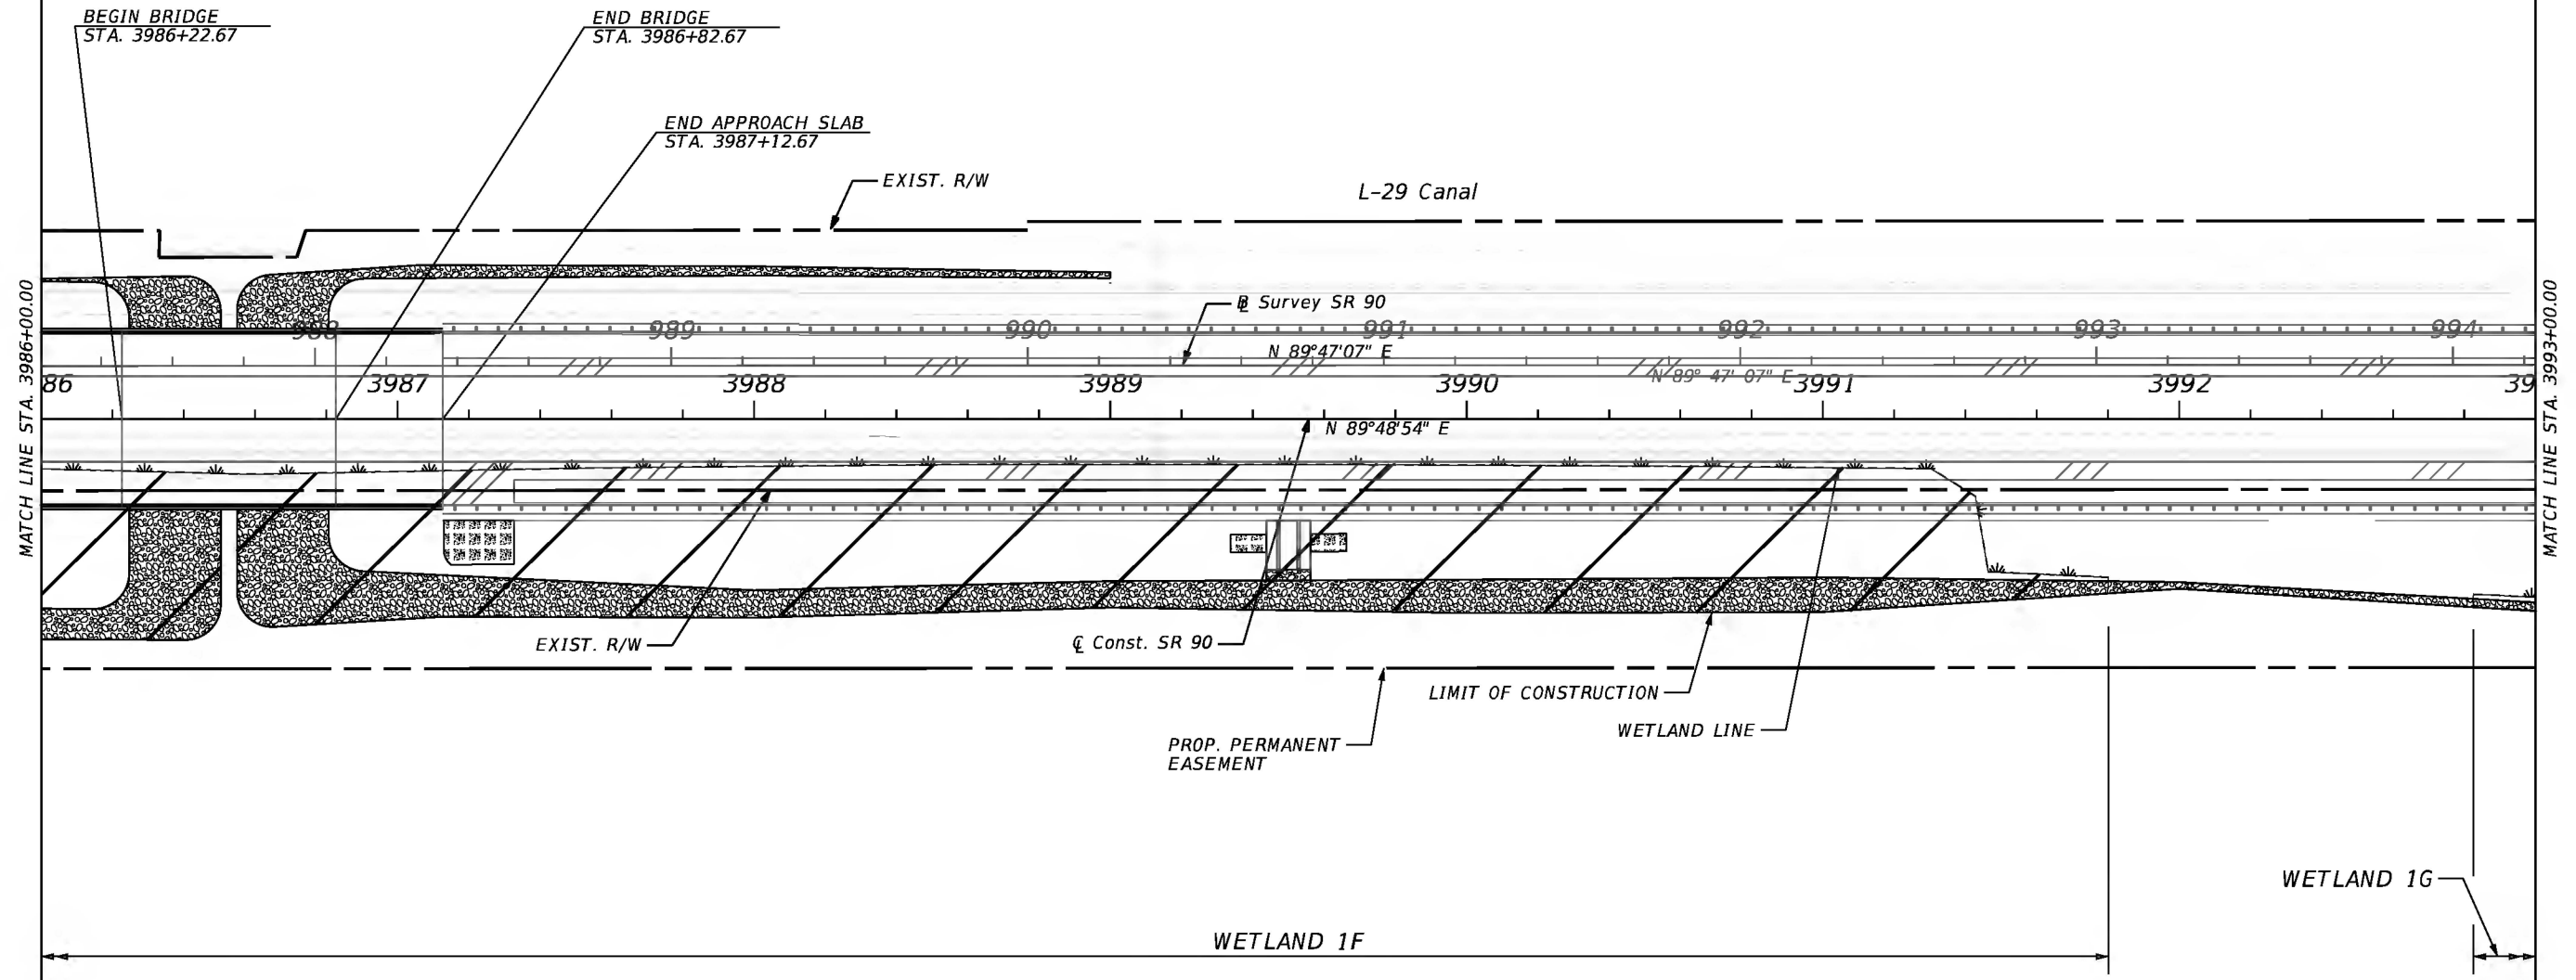 BEGIN BRIDGE
STA. 3986+22.67
END BRIDGE
STA. 3986+82.67
END APPROACH SLAB
STA. 3987+12.67
EXIST. R/W
L-29 Canal
MATCH LINE STA. 3986+00.00
MATCH LINE STA. 3993+00.00
℄ Survey SR 90
988 989 990 991 992 993 994
N 89°47'07" E
N 89° 47' 07" E
86 3987 3988 3989 3990 3991 3992 39
N 89°48'54" E
EXIST. R/W
℄ Const. SR 90
LIMIT OF CONSTRUCTION
WETLAND LINE
PROP. PERMANENT
EASEMENT
WETLAND 1G
WETLAND 1F